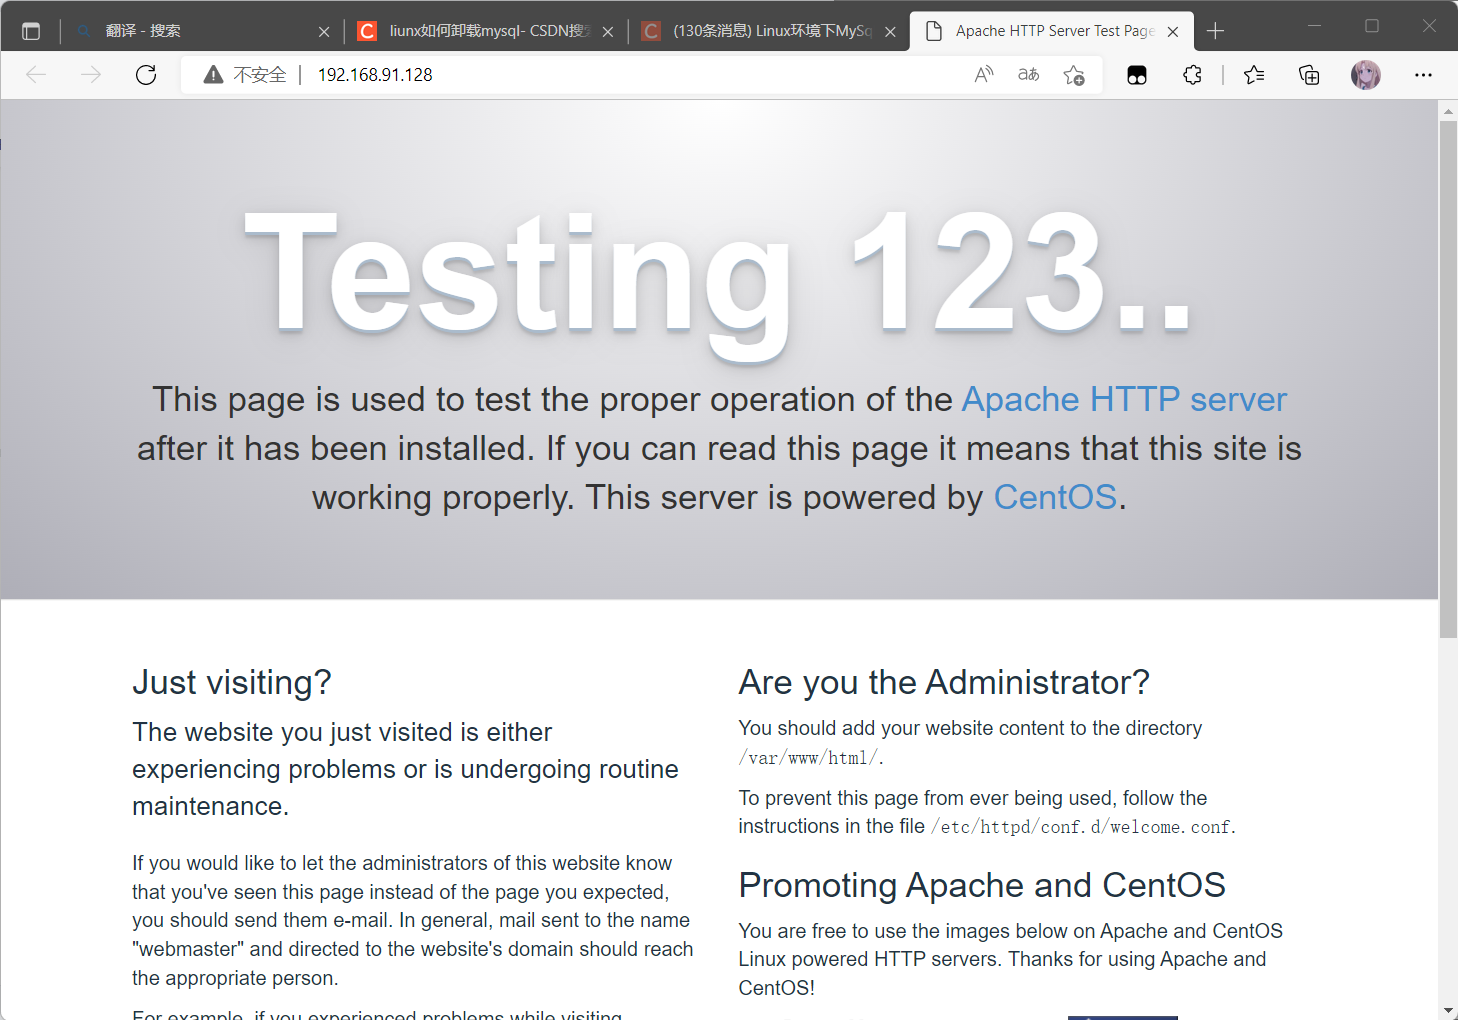 翻译 - 搜索
liunx如何卸载mysql- CSDN搜索
(130条消息) Linux环境下MySq
Apache HTTP Server Test Page
不安全
192.168.91.128
Testing 123..
This page is used to test the proper operation of the Apache HTTP server
after it has been installed. If you can read this page it means that this site is
working properly. This server is powered by CentOS.
Just visiting?
The website you just visited is either
experiencing problems or is undergoing routine
maintenance.
If you would like to let the administrators of this website know
that you've seen this page instead of the page you expected,
you should send them e-mail. In general, mail sent to the name
"webmaster" and directed to the website's domain should reach
the appropriate person.
For example, if you experienced problems while visiting
Are you the Administrator?
You should add your website content to the directory
/var/www/html/.
To prevent this page from ever being used, follow the
instructions in the file /etc/httpd/conf.d/welcome.conf.
Promoting Apache and CentOS
You are free to use the images below on Apache and CentOS
Linux powered HTTP servers. Thanks for using Apache and
CentOS!